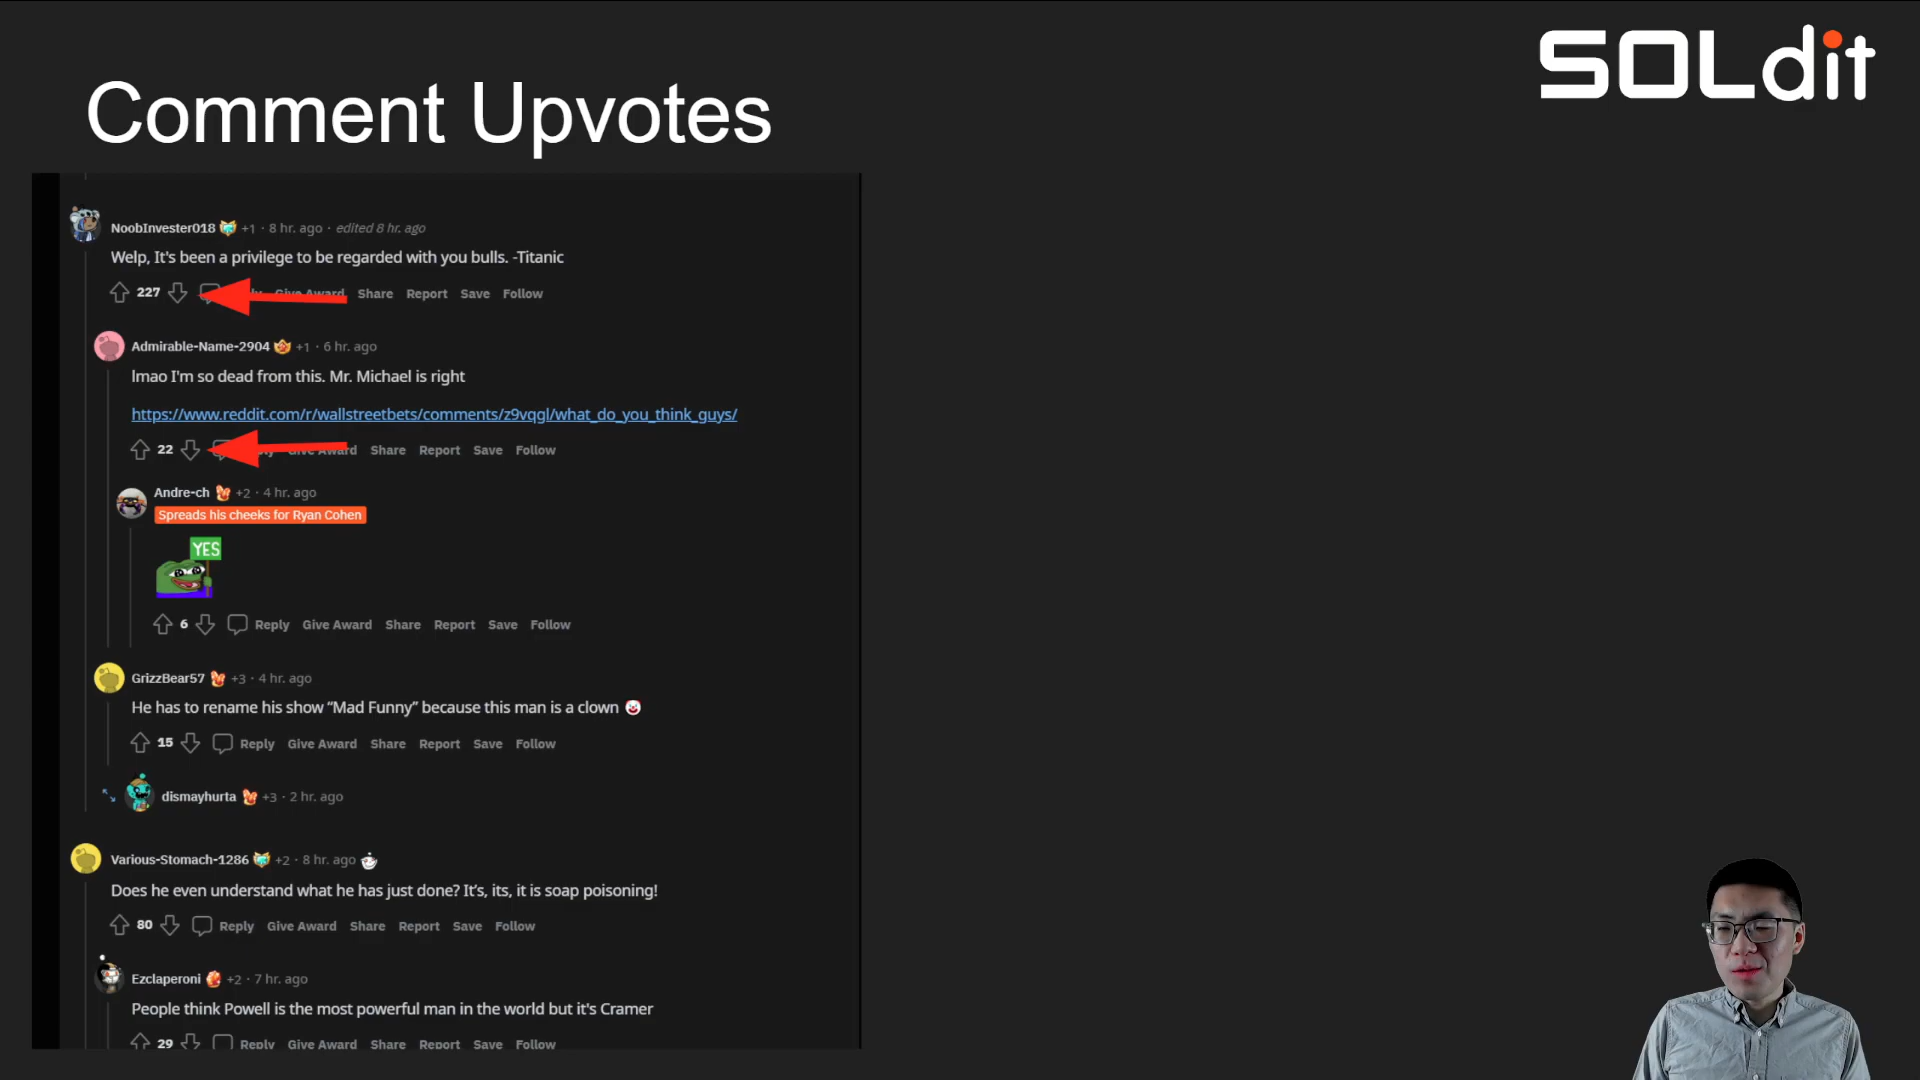 SOLdit
Comment Upvotes
NoobInvester018 +1 · 8 hr. ago · edited 8 hr. ago
Welp, It's been a privilege to be regarded with you bulls. -Titanic
227 Give Award Share Report Save Follow
Admirable-Name-2904 +1 · 6 hr. ago
lmao I'm so dead from this. Mr. Michael is right
https://www.reddit.com/r/wallstreetbets/comments/z9vqgl/what_do_you_think_guys/
22 Give Award Share Report Save Follow
Andre-ch +2 · 4 hr. ago
Spreads his cheeks for Ryan Cohen
YES
6 Reply Give Award Share Report Save Follow
GrizzBear57 +3 · 4 hr. ago
He has to rename his show “Mad Funny” because this man is a clown 🤡
15 Reply Give Award Share Report Save Follow
dismayhurta +3 · 2 hr. ago
Various-Stomach-1286 +2 · 8 hr. ago
Does he even understand what he has just done? It’s, its, it is soap poisoning!
80 Reply Give Award Share Report Save Follow
Ezclaperoni +2 · 7 hr. ago
People think Powell is the most powerful man in the world but it's Cramer
29 Reply Give Award Share Report Save Follow